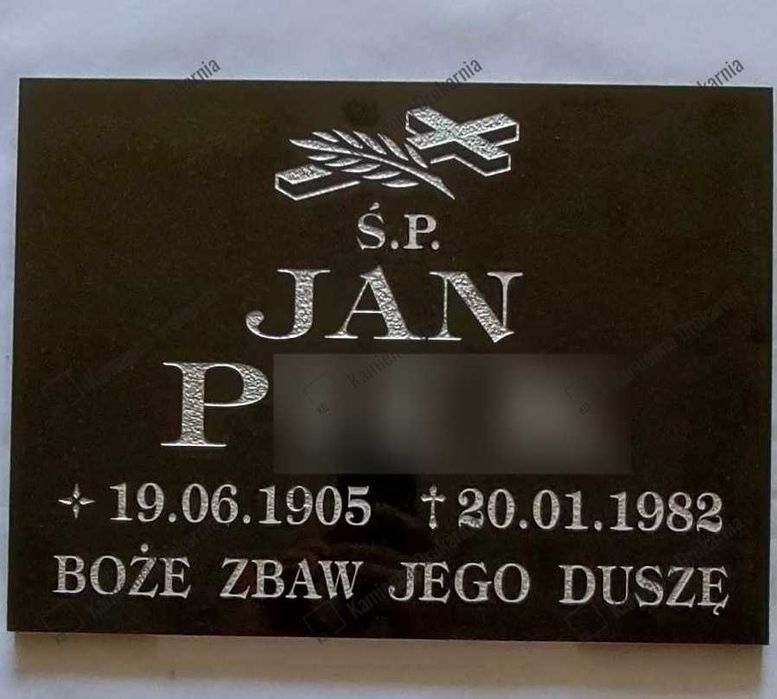 Ś.P.
JAN
P
19.06.1905 20.01.1982
BOŻE ZBAW JEGO DUSZĘ